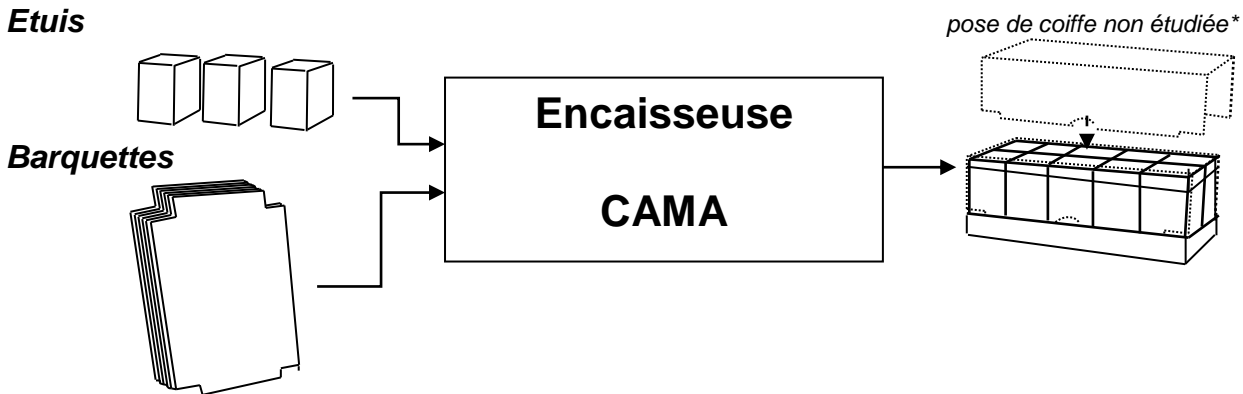 Etuis
pose de coiffe non étudiée*
Encaisseuse
Barquettes
CAMA